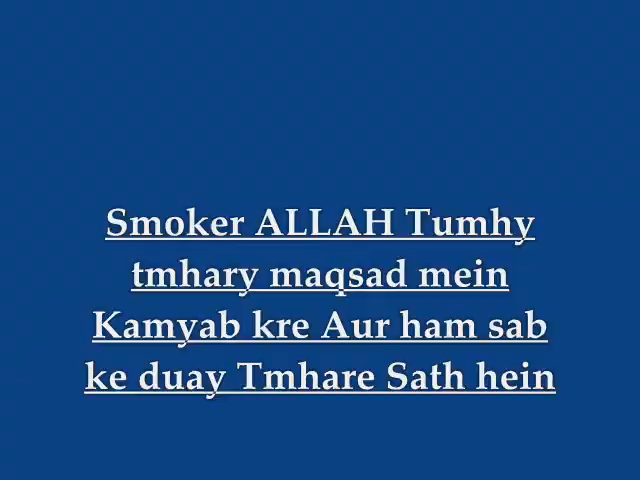 Smoker ALLAH Tumhy
tmhary maqsad mein
Kamyab kre Aur ham sab
ke duay Tmhare Sath hein